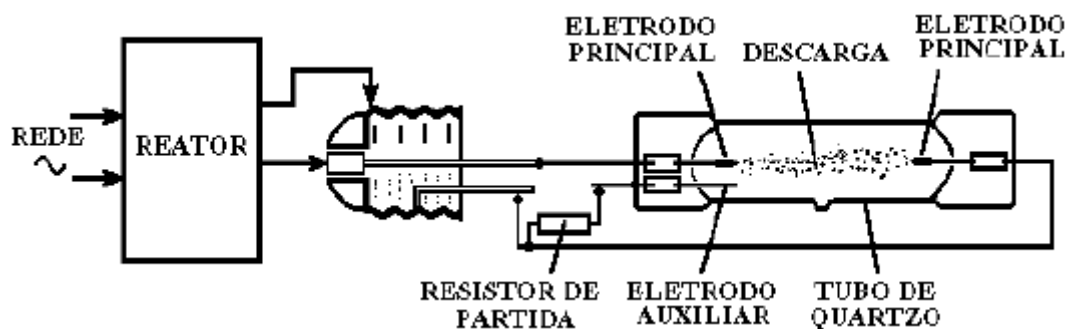 ELETRODO
PRINCIPAL
DESCARGA
ELETRODO
PRINCIPAL
REDE
REATOR
RESISTOR DE
PARTIDA
ELETRODO
AUXILIAR
TUBO DE
QUARTZO